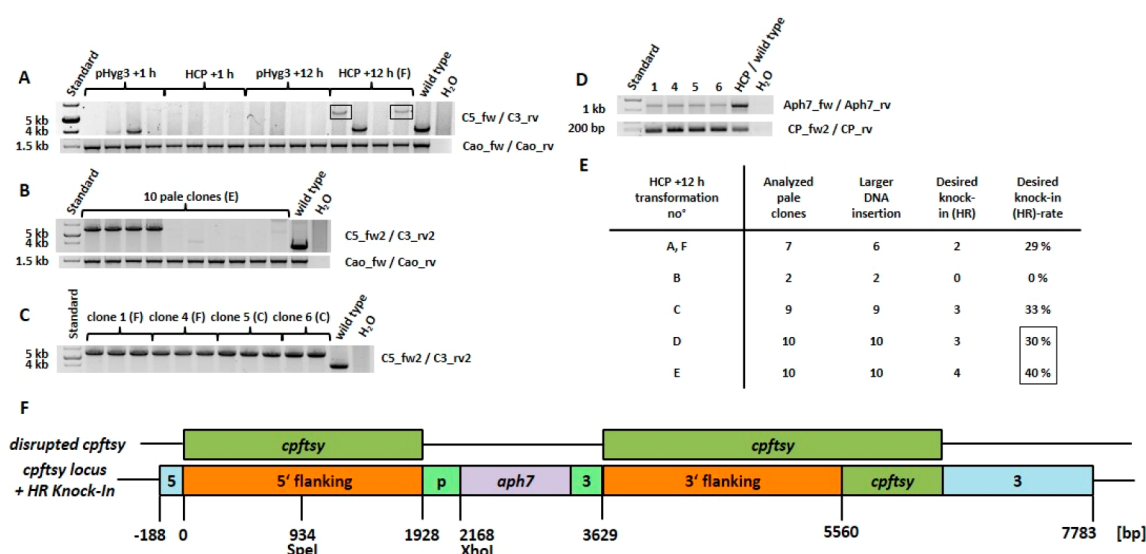 A
Standard
pHyg3 +1 h
HCP +1 h
pHyg3 +12 h
HCP +12 h (F)
wild type
H2O
5 kb
4 kb
C5_fw / C3_rv
1.5 kb
Cao_fw / Cao_rv
B
Standard
10 pale clones (E)
wild type
H2O
5 kb
4 kb
C5_fw2 / C3_rv2
1.5 kb
Cao_fw / Cao_rv
C
Standard
clone 1 (F) clone 4 (F) clone 5 (C) clone 6 (C)
wild type
H2O
5 kb
4 kb
C5_fw2 / C3_rv2
D
Standard
1 4 5 6
HCP / wild type
H2O
1 kb
Aph7_fw / Aph7_rv
200 bp
CP_fw2 / CP_rv
E
HCP +12 h transformation n° Analyzed pale clones Larger DNA insertion Desired knock-in (HR) Desired knock-in (HR)-rate
A, F 7 6 2 29 %
B 2 2 0 0 %
C 9 9 3 33 %
D 10 10 3 30 %
E 10 10 4 40 %
F
disrupted cpftsy
cpftsy cpftsy
cpftsy locus
+ HR Knock-In
5 5‘ flanking p aph7 3 3‘ flanking cpftsy 3
-188 0 934 1928 2168 3629 5560 7783 [bp]
SpeI XhoI